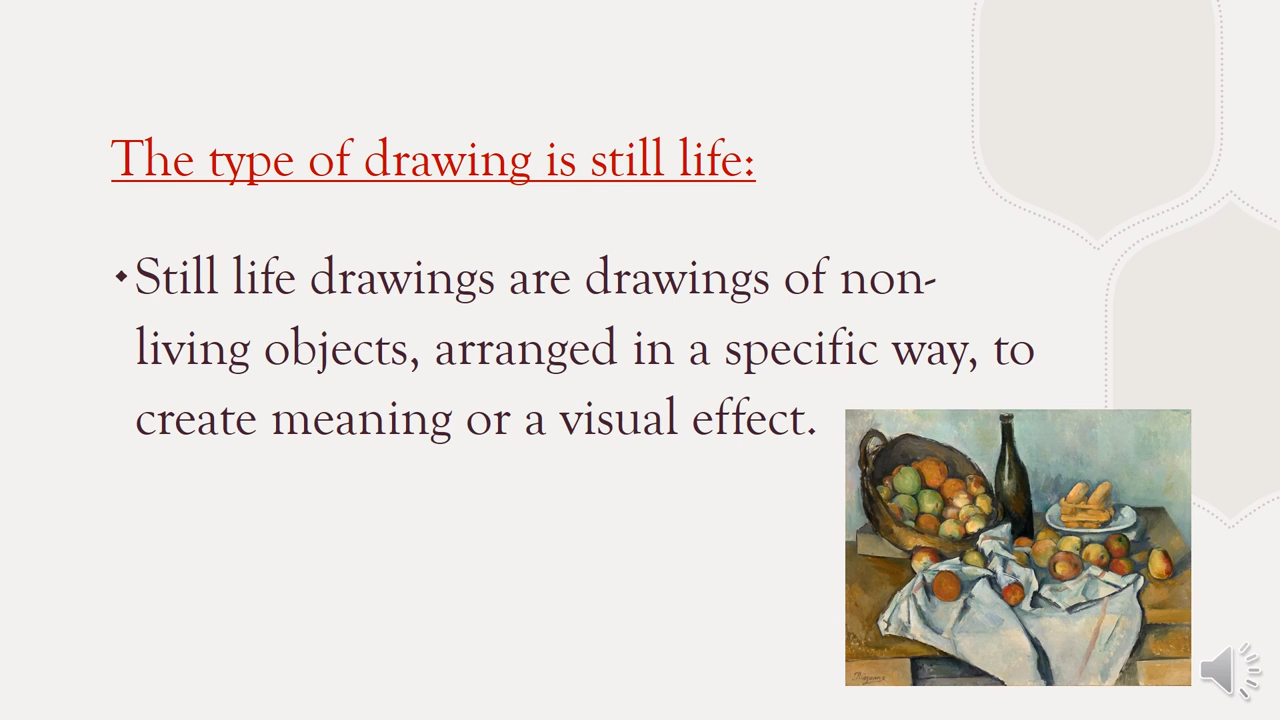 The type of drawing is still life:
Still life drawings are drawings of non-
living objects, arranged in a specific way, to
create meaning or a visual effect.